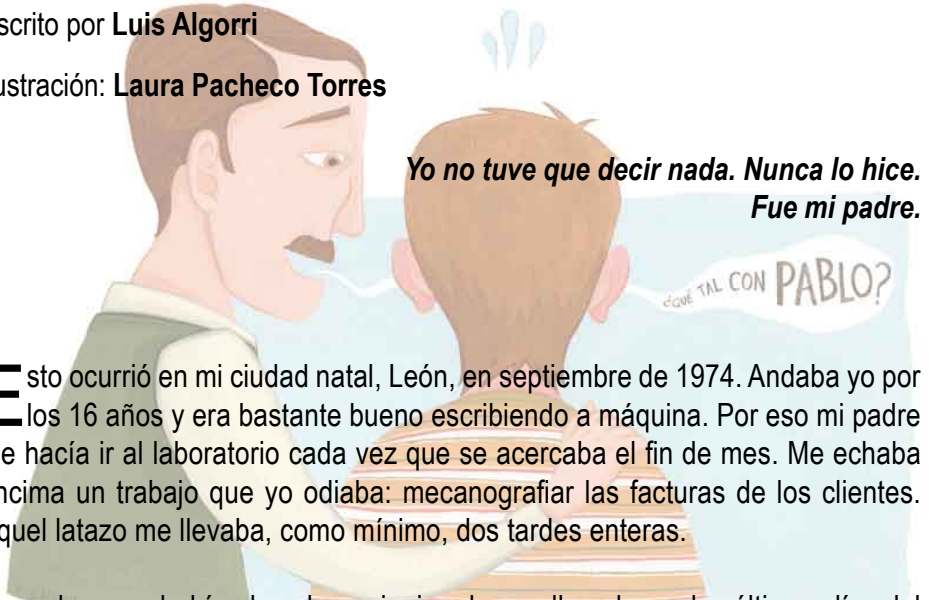 scrito por Luis Algorri
ustración: Laura Pacheco Torres
Yo no tuve que decir nada. Nunca lo hice.
Fue mi padre.
¿QUÉ TAL CON PABLO?
Esto ocurrió en mi ciudad natal, León, en septiembre de 1974. Andaba yo por
los 16 años y era bastante bueno escribiendo a máquina. Por eso mi padre
e hacía ir al laboratorio cada vez que se acercaba el fin de mes. Me echaba
ncima un trabajo que yo odiaba: mecanografiar las facturas de los clientes.
quel latazo me llevaba, como mínimo, dos tardes enteras.